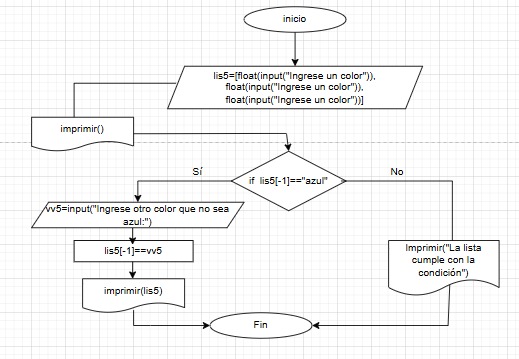 inicio
lis5=[float(input("Ingrese un color")),
float(input("Ingrese un color")),
float(input("Ingrese un color"))]
imprimir()
if lis5[-1]=="azul"
Sí
No
vv5=input("Ingrese otro color que no sea
azul:")
lis5[-1]==vv5
imprimir(lis5)
Imprimir("La lista
cumple con la
condición")
Fin